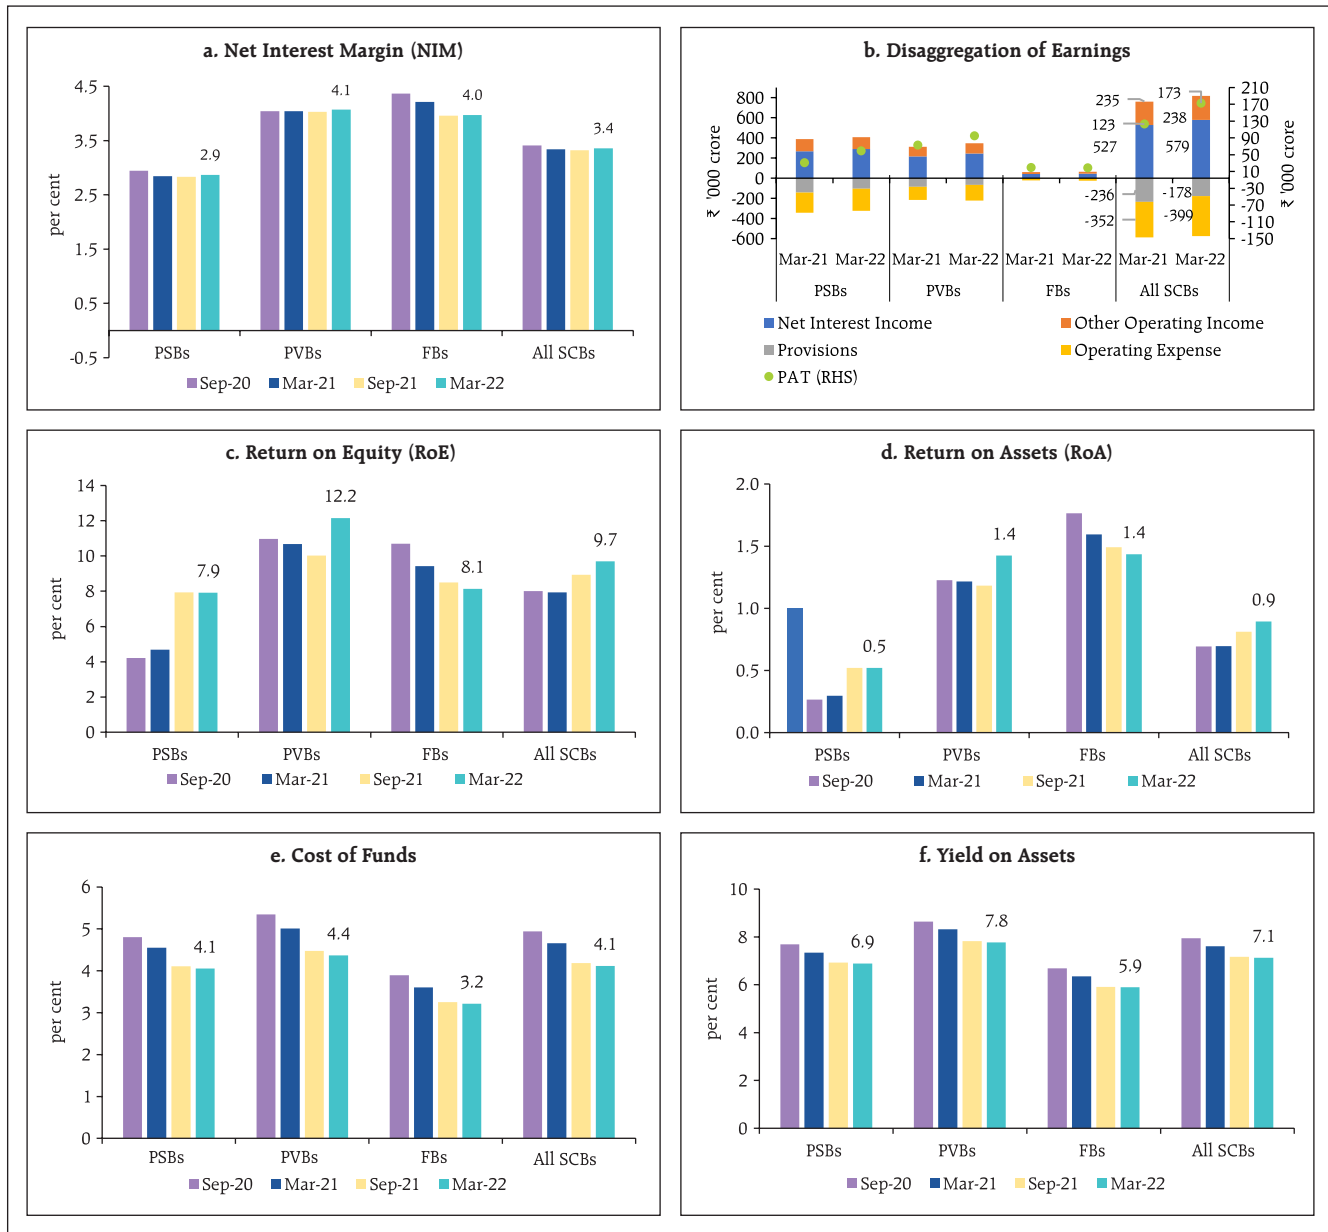 a. Net Interest Margin (NIM)
per cent
4.5
3.5
2.5
1.5
0.5
-0.5
2.9
4.1
4.0
3.4
PSBs PVBs FBs All SCBs
Sep-20 Mar-21 Sep-21 Mar-22
b. Disaggregation of Earnings
₹ '000 crore
800
600
400
200
0
-200
-400
-600
210
170
130
90
50
10
-30
-70
-110
-150
₹ '000 crore
235 173
123 238
527 579
-236 -178
-352 -399
Mar-21 Mar-22 Mar-21 Mar-22 Mar-21 Mar-22 Mar-21 Mar-22
PSBs PVBs FBs All SCBs
Net Interest Income Other Operating Income
Provisions Operating Expense
PAT (RHS)
c. Return on Equity (RoE)
per cent
14
12
10
8
6
4
2
0
7.9
12.2
8.1
9.7
PSBs PVBs FBs All SCBs
Sep-20 Mar-21 Sep-21 Mar-22
d. Return on Assets (RoA)
per cent
2.0
1.5
1.0
0.5
0.0
0.5
1.4
1.4
0.9
PSBs PVBs FBs All SCBs
Sep-20 Mar-21 Sep-21 Mar-22
e. Cost of Funds
per cent
6
5
4
3
2
1
0
4.1
4.4
3.2
4.1
PSBs PVBs FBs All SCBs
Sep-20 Mar-21 Sep-21 Mar-22
f. Yield on Assets
per cent
10
8
6
4
2
0
6.9
7.8
5.9
7.1
PSBs PVBs FBs All SCBs
Sep-20 Mar-21 Sep-21 Mar-22